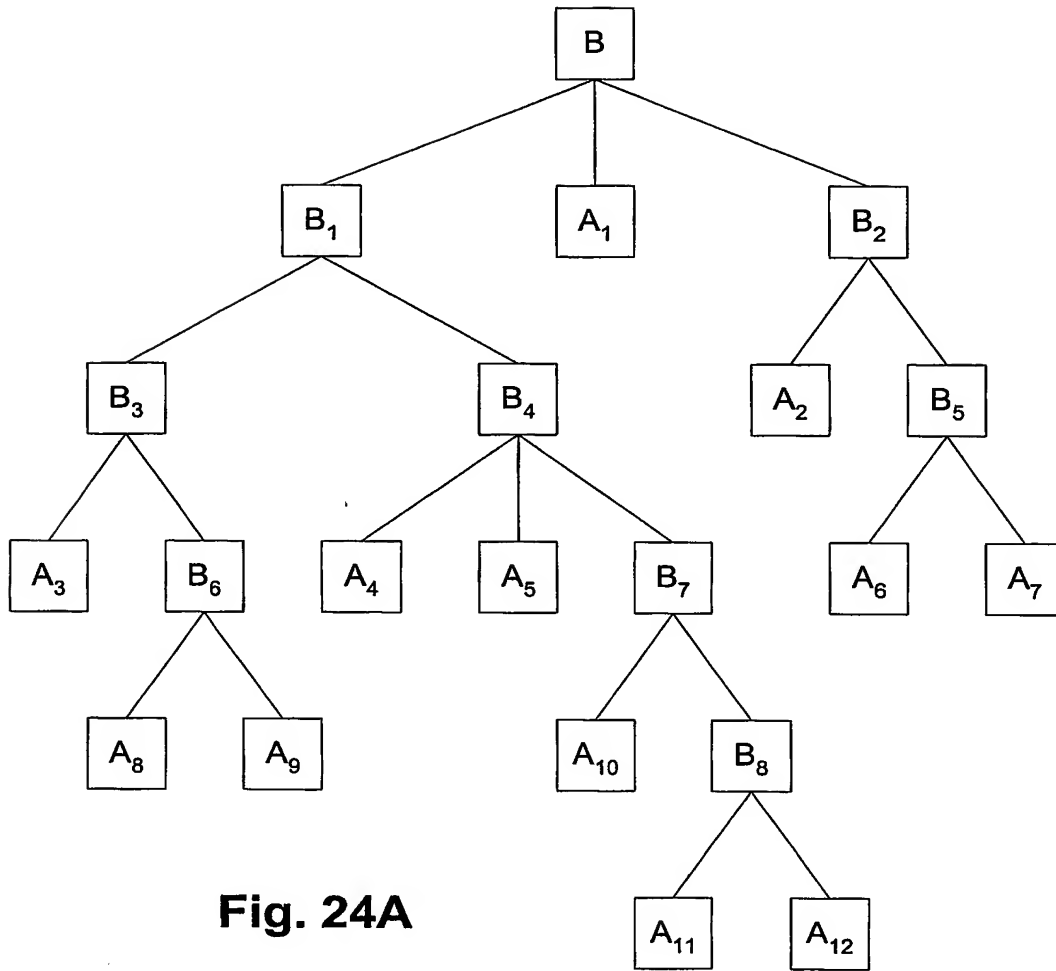 B
B₁ A₁ B₂
B₃ B₄ A₂ B₅
A₃ B₆ A₄ A₅ B₇ A₆ A₇
A₈ A₉ A₁₀ B₈
A₁₁ A₁₂
Fig. 24A